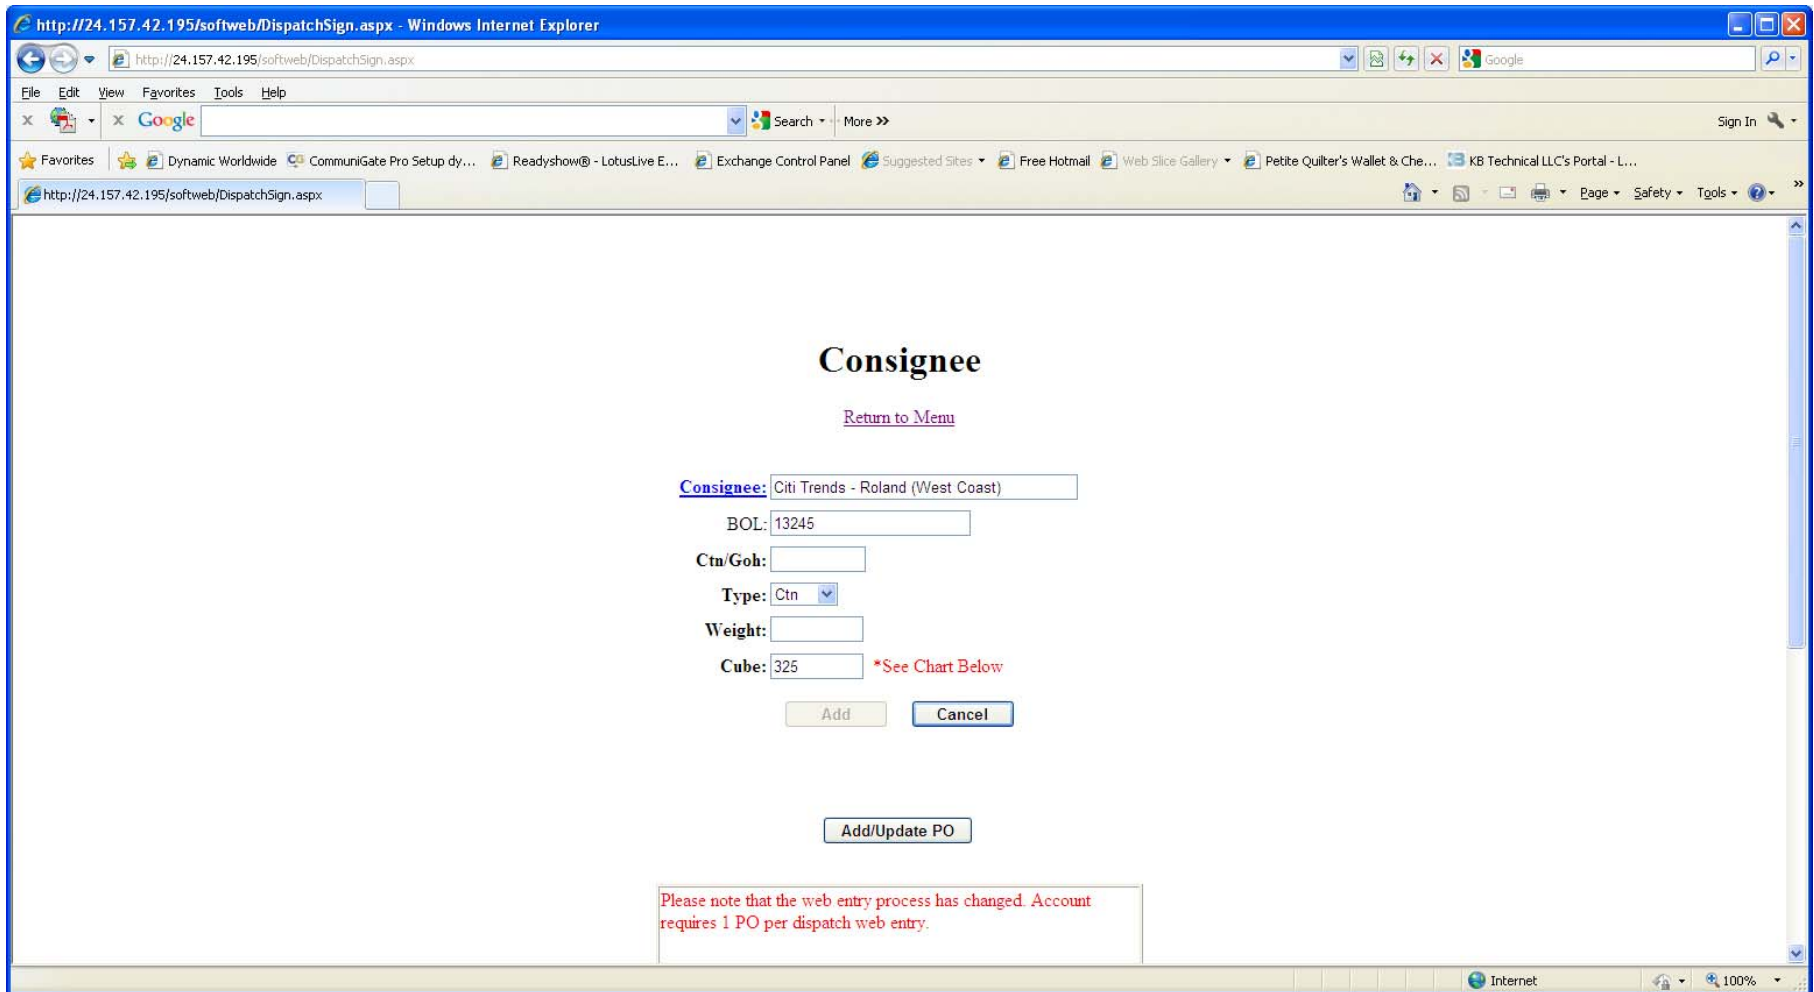 http://24.157.42.195/softweb/DispatchSign.aspx - Windows Internet Explorer
http://24.157.42.195/softweb/DispatchSign.aspx Google
File Edit View Favorites Tools Help
x x Google Search More >> Sign In
Favorites Dynamic Worldwide CommuniGate Pro Setup dy... Readyshow® - LotusLive E... Exchange Control Panel Suggested Sites Free Hotmail Web Slice Gallery Petite Quilter's Wallet & Che... KB Technical LLC's Portal - L...
http://24.157.42.195/softweb/DispatchSign.aspx Page Safety Tools »
Consignee
Return to Menu
Consignee: Citi Trends - Roland (West Coast)
BOL: 13245
Ctn/Goh:
Type: Ctn
Weight:
Cube: 325 *See Chart Below
Add Cancel
Add/Update PO
Please note that the web entry process has changed. Account
requires 1 PO per dispatch web entry.
Internet 100%